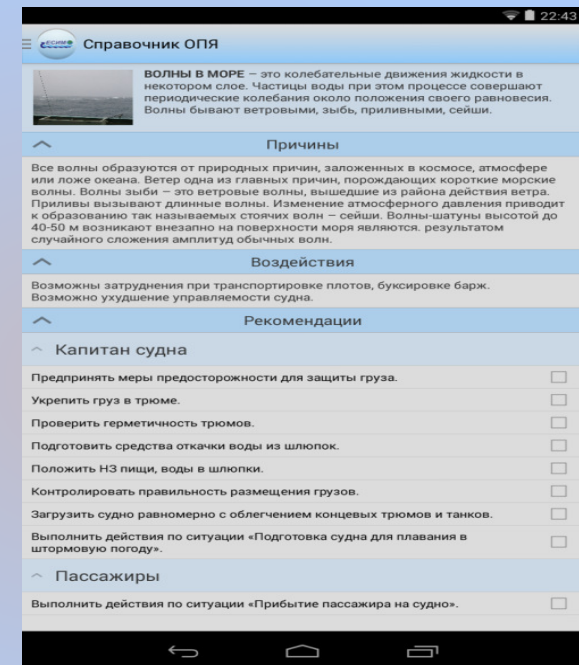 22:43
ЕСИМО Справочник ОПЯ
ВОЛНЫ В МОРЕ – это колебательные движения жидкости в
некотором слое. Частицы воды при этом процессе совершают
периодические колебания около положения своего равновесия.
Волны бывают ветровыми, зыбь, приливными, сейши.
Причины
Все волны образуются от природных причин, заложенных в космосе, атмосфере
или ложе океана. Ветер одна из главных причин, порождающих короткие морские
волны. Волны зыби – это ветровые волны, вышедшие из района действия ветра.
Приливы вызывают длинные волны. Изменение атмосферного давления приводит
к образованию так называемых стоячих волн – сейши. Волны-шатуны высотой до
40-50 м возникают внезапно на поверхности моря являются. результатом
случайного сложения амплитуд обычных волн.
Воздействия
Возможны затруднения при транспортировке плотов, буксировке барж.
Возможно ухудшение управляемости судна.
Рекомендации
Капитан судна
Предпринять меры предосторожности для защиты груза.
Укрепить груз в трюме.
Проверить герметичность трюмов.
Подготовить средства откачки воды из шлюпок.
Положить НЗ пищи, воды в шлюпки.
Контролировать правильность размещения грузов.
Загрузить судно равномерно с облегчением концевых трюмов и танков.
Выполнить действия по ситуации «Подготовка судна для плавания в
штормовую погоду».
Пассажиры
Выполнить действия по ситуации «Прибытие пассажира на судно».